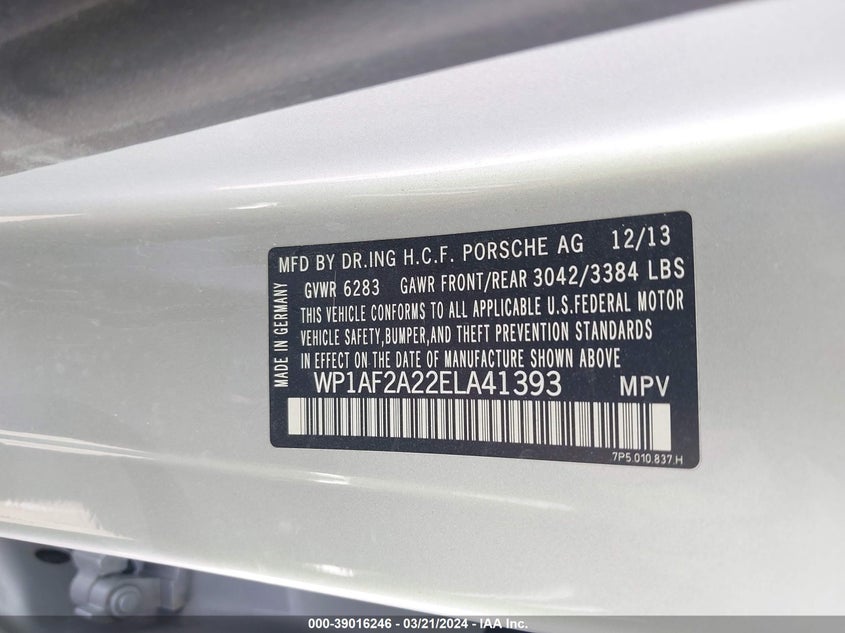 MFD BY DR.ING H.C.F. PORSCHE AG 12/13
GVWR 6283 GAWR FRONT/REAR 3042/3384 LBS
THIS VEHICLE CONFORMS TO ALL APPLICABLE U.S.FEDERAL MOTOR
VEHICLE SAFETY,BUMPER,AND THEFT PREVENTION STANDARDS
IN EFFECT ON THE DATE OF MANUFACTURE SHOWN ABOVE
MADE IN GERMANY
WP1AF2A22ELA41393 MPV
7P5.010.837.H
000-39016246 - 03/21/2024 - IAA Inc.